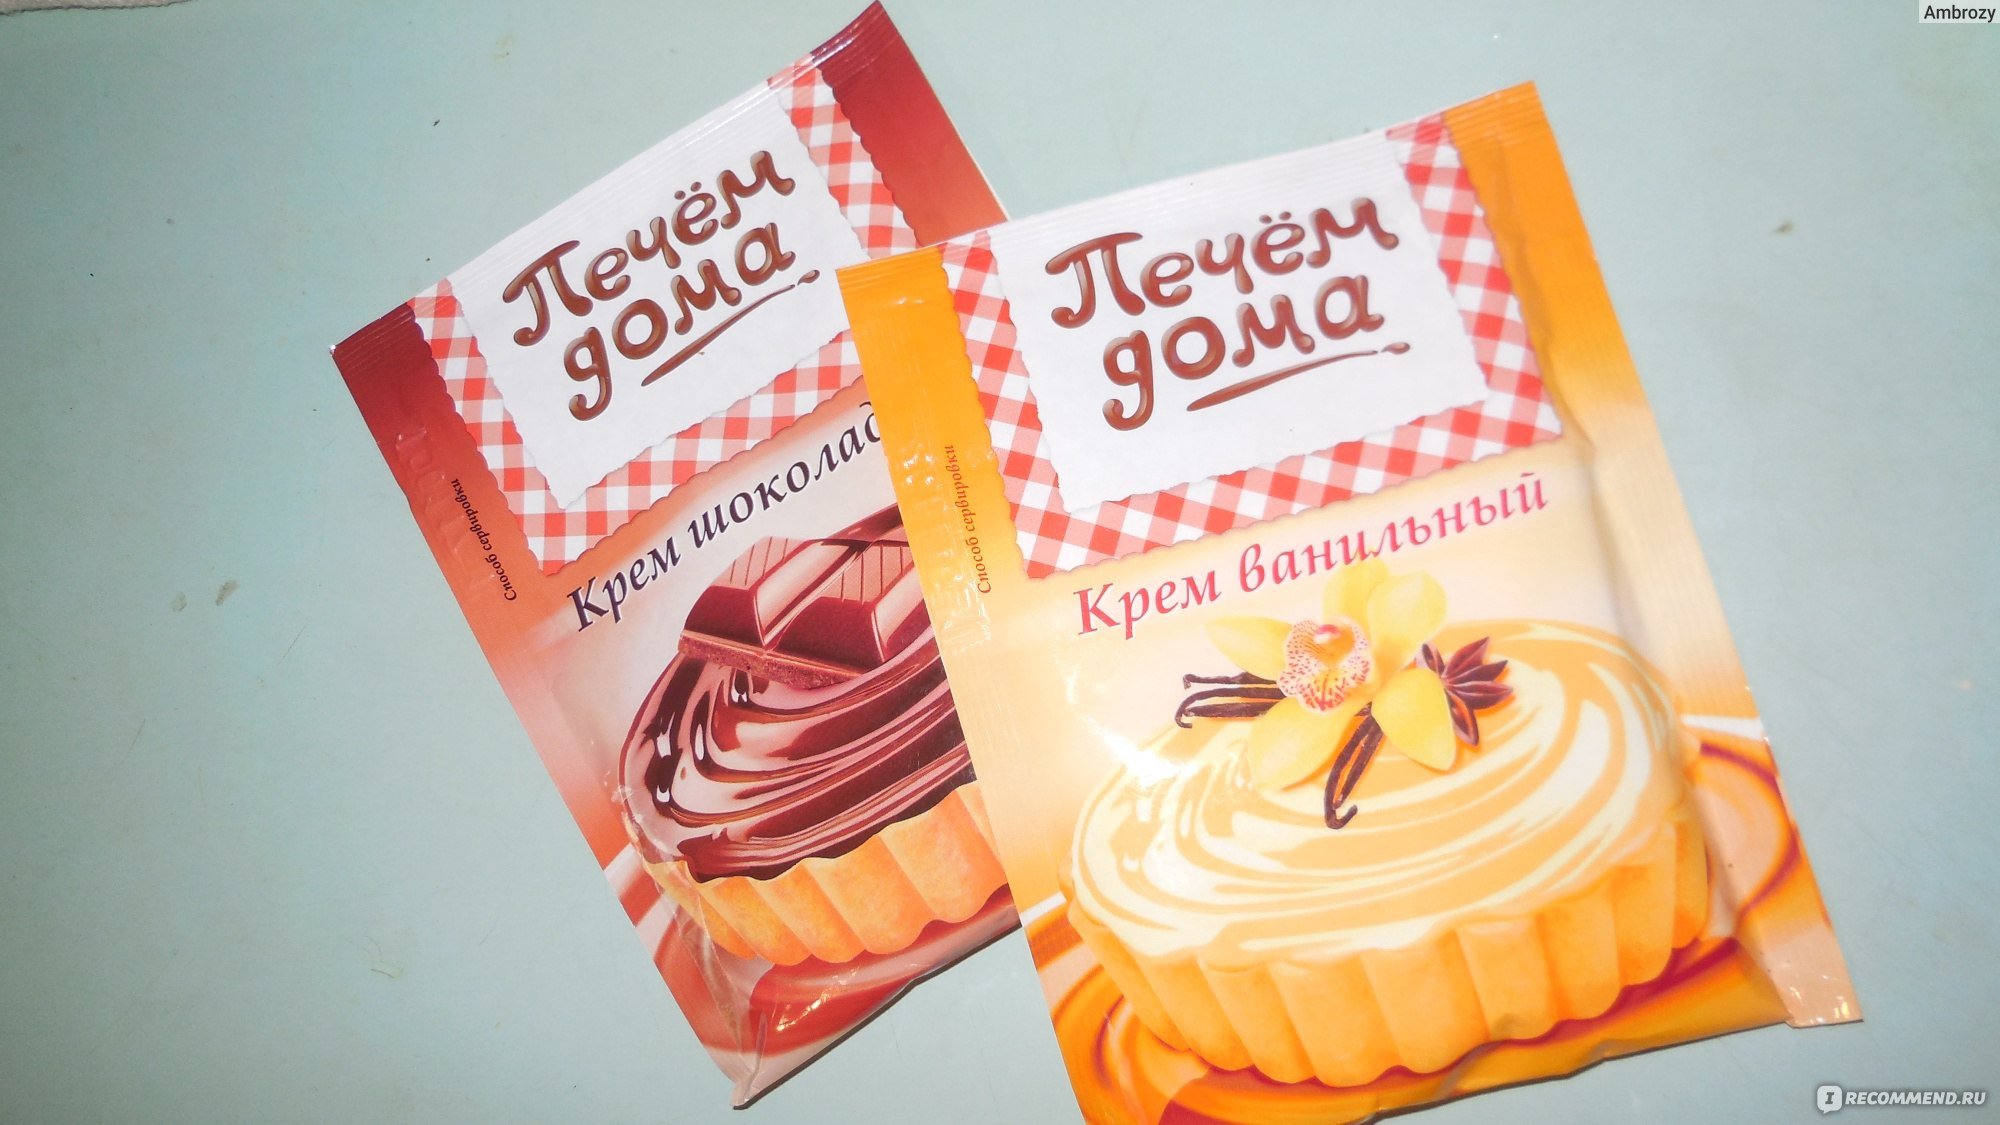 Ambrozy
Печём
дома
Крем шоколад
Способ сервировки
Печём
дома
Крем ванильный
Способ сервировки
I RECOMMEND.RU